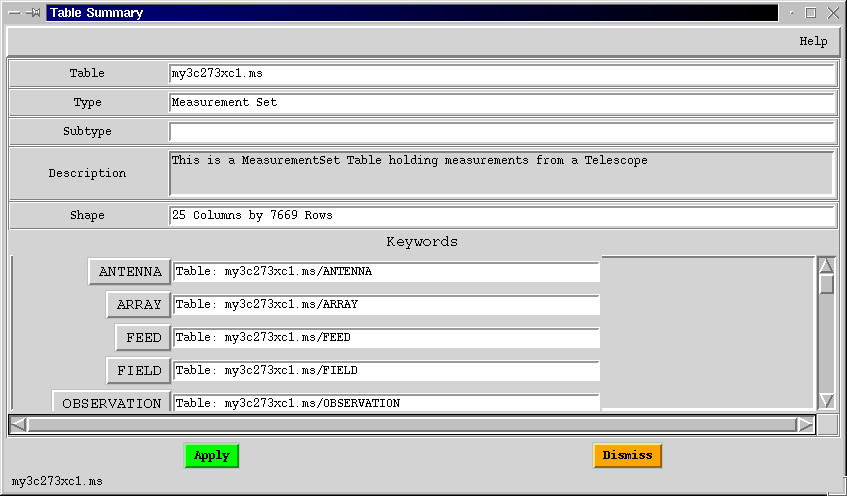 Table Summary
Help
Table my3c273xc1.ms
Type Measurement Set
Subtype
Description This is a MeasurementSet Table holding measurements from a Telescope
Shape 25 Columns by 7669 Rows
Keywords
ANTENNA Table: my3c273xc1.ms/ANTENNA
ARRAY Table: my3c273xc1.ms/ARRAY
FEED Table: my3c273xc1.ms/FEED
FIELD Table: my3c273xc1.ms/FIELD
OBSERVATION Table: my3c273xc1.ms/OBSERVATION
Apply Dismiss
my3c273xc1.ms